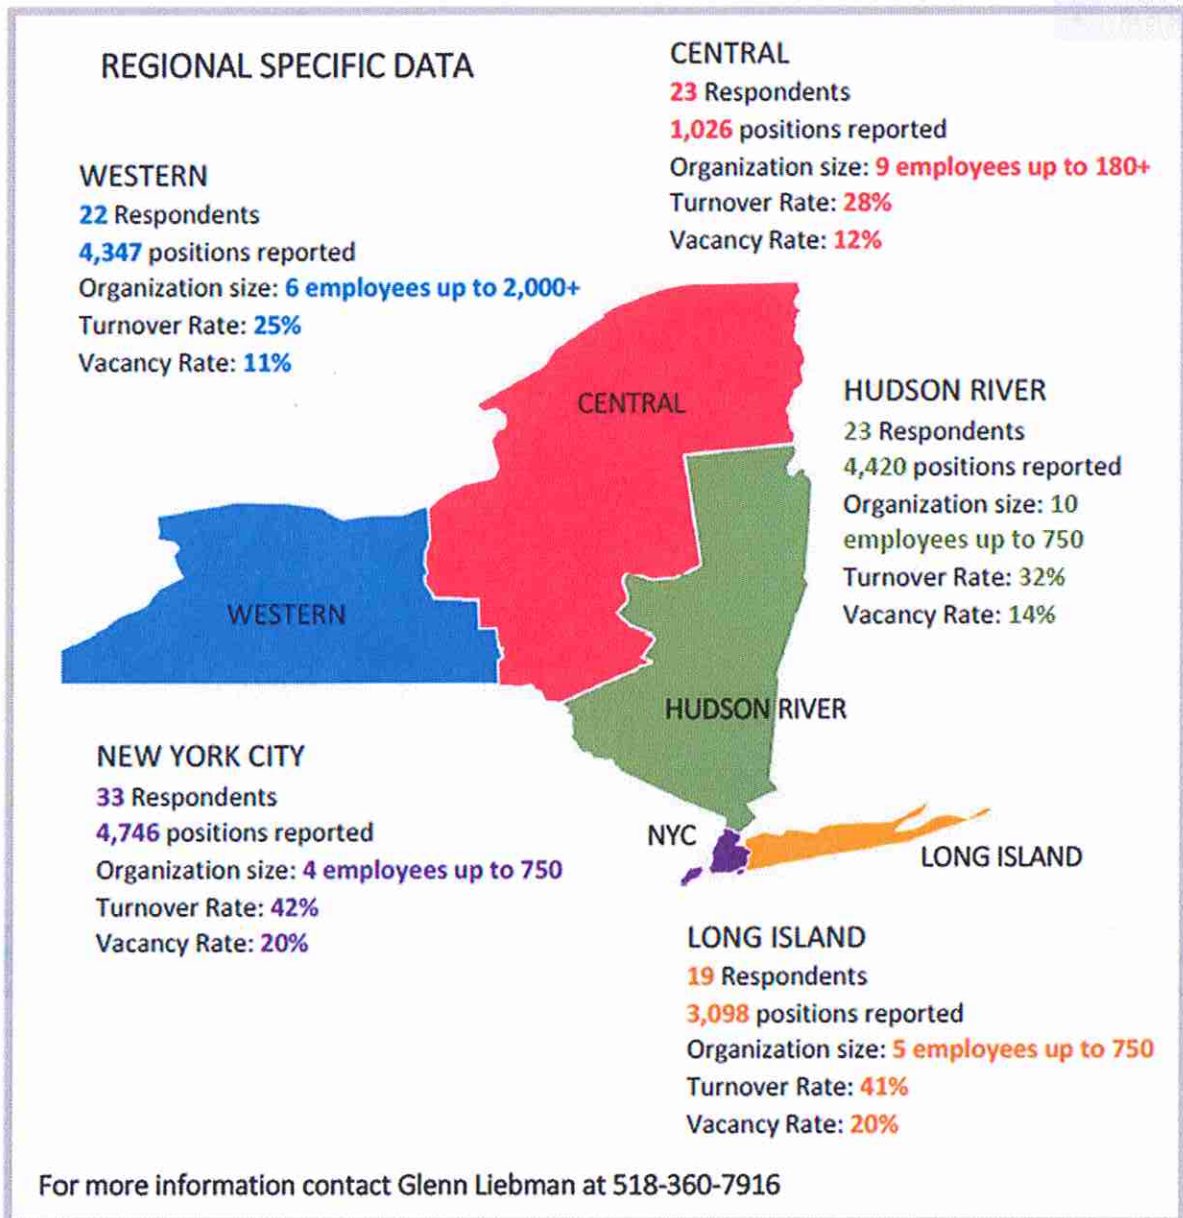 REGIONAL SPECIFIC DATA
CENTRAL
23 Respondents
1,026 positions reported
Organization size: 9 employees up to 180+
Turnover Rate: 28%
Vacancy Rate: 12%
WESTERN
22 Respondents
4,347 positions reported
Organization size: 6 employees up to 2,000+
Turnover Rate: 25%
Vacancy Rate: 11%
CENTRAL
HUDSON RIVER
23 Respondents
4,420 positions reported
Organization size: 10
employees up to 750
Turnover Rate: 32%
Vacancy Rate: 14%
WESTERN
HUDSON RIVER
NEW YORK CITY
33 Respondents
4,746 positions reported
Organization size: 4 employees up to 750
Turnover Rate: 42%
Vacancy Rate: 20%
NYC
LONG ISLAND
LONG ISLAND
19 Respondents
3,098 positions reported
Organization size: 5 employees up to 750
Turnover Rate: 41%
Vacancy Rate: 20%
For more information contact Glenn Liebman at 518-360-7916